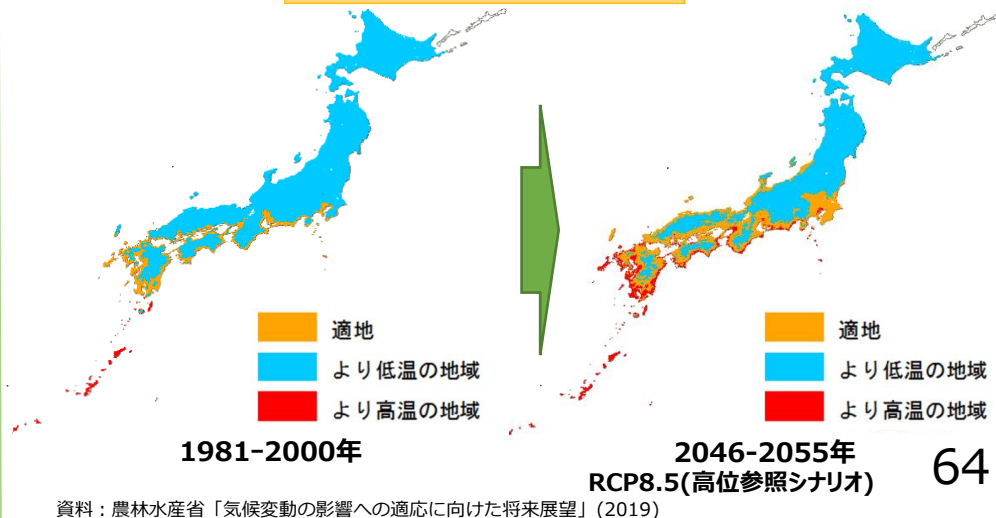 適地
より低温の地域
より高温の地域
1981-2000年
適地
より低温の地域
より高温の地域
2046-2055年
RCP8.5(高位参照シナリオ)
64
資料：農林水産省「気候変動の影響への適応に向けた将来展望」(2019)